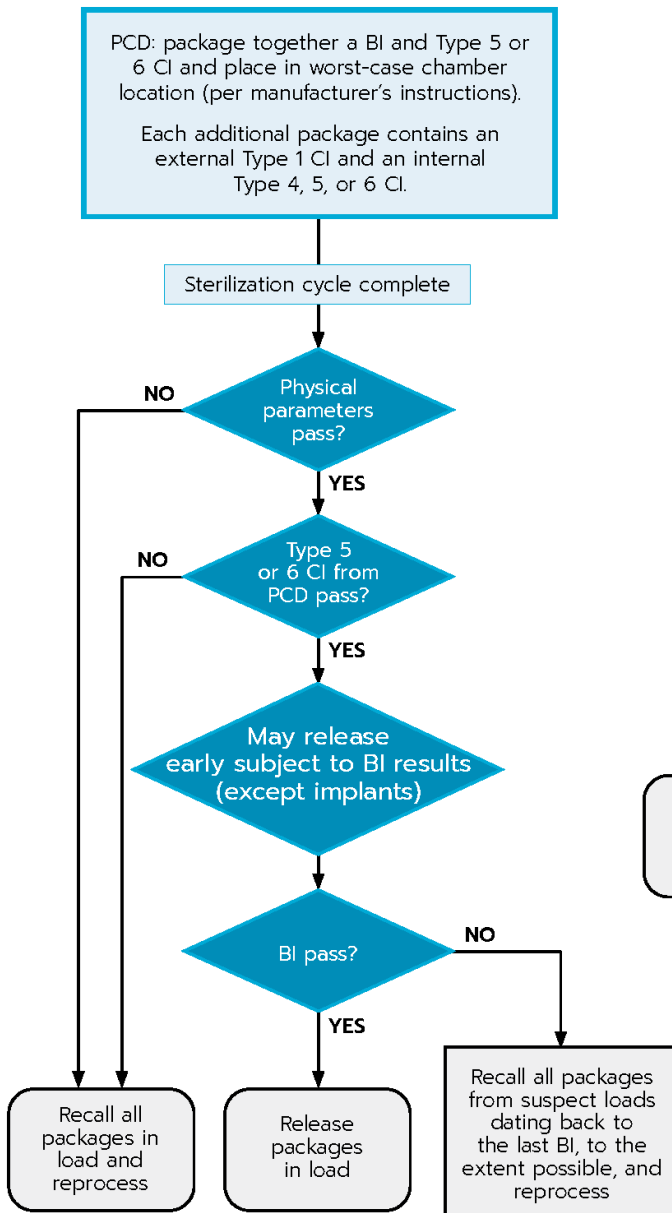 PCD: package together a BI and Type 5 or
6 CI and place in worst-case chamber
location (per manufacturer's instructions).
Each additional package contains an
external Type 1 CI and an internal
Type 4, 5, or 6 CI.
Sterilization cycle complete
NO
Physical
parameters
pass?
YES
NO
Type 5
or 6 CI from
PCD pass?
YES
May release
early subject to BI results
(except implants)
BI pass?
NO
YES
Recall all
packages in
load and
reprocess
Release
packages
in load
Recall all packages
from suspect loads
dating back to
the last BI, to the
extent possible, and
reprocess